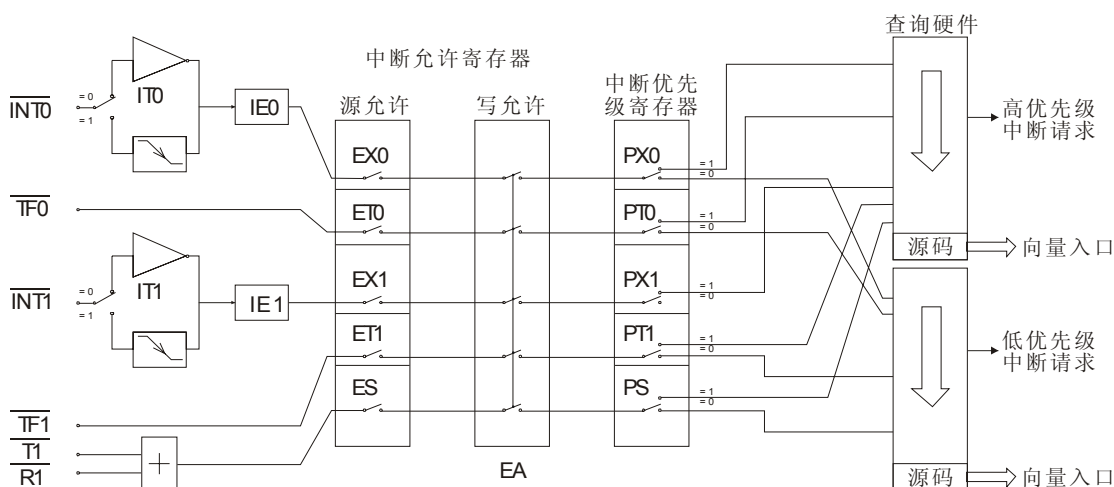 查询硬件
中断允许寄存器
中断优先
级寄存器
源允许
写允许
INT0
=0
=1
IT0
IE0
EX0
PX0
=1
=0
高优先级
中断请求
TF0
ET0
PT0
=1
=0
源码
向量入口
INT1
=0
=1
IT1
IE1
EX1
PX1
=1
=0
ET1
PT1
=1
=0
低优先级
中断请求
ES
PS
=1
=0
TF1
T1
R1
+
EA
源码
向量入口